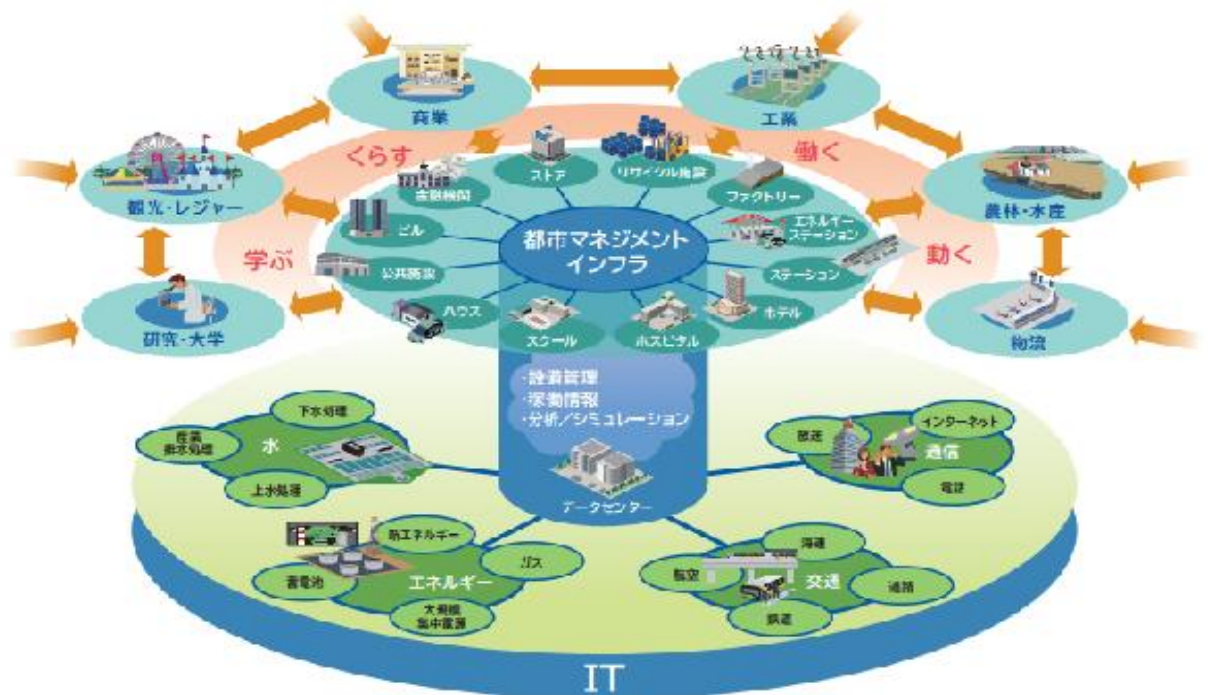 商業
工業
くらす
働く
ストア
リサイクル施設
金融機関
ファクトリー
観光・レジャー
農林・水産
ビル
都市マネジメント
インフラ
エネルギー
ステーション
学ぶ
動く
公共施設
ステーション
ハウス
スクール
ホスピタル
ホテル
研究・大学
物流
・設備管理
・稼働情報
・分析/シミュレーション
下水処理
水
産業
排水処理
上水処理
インターネット
放送
通信
電話
データセンター
熱エネルギー
ガス
蓄電池
エネルギー
大規模
集中電源
海運
航空
交通
道路
鉄道
IT